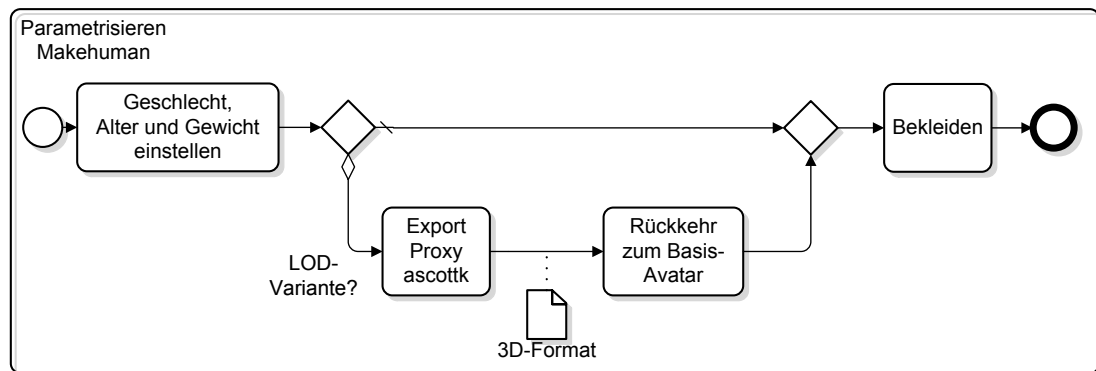 Parametrisieren
Makehuman
Geschlecht,
Alter und Gewicht
einstellen
Bekleiden
LOD-
Variante?
Export
Proxy
ascottk
Rückkehr
zum Basis-
Avatar
3D-Format